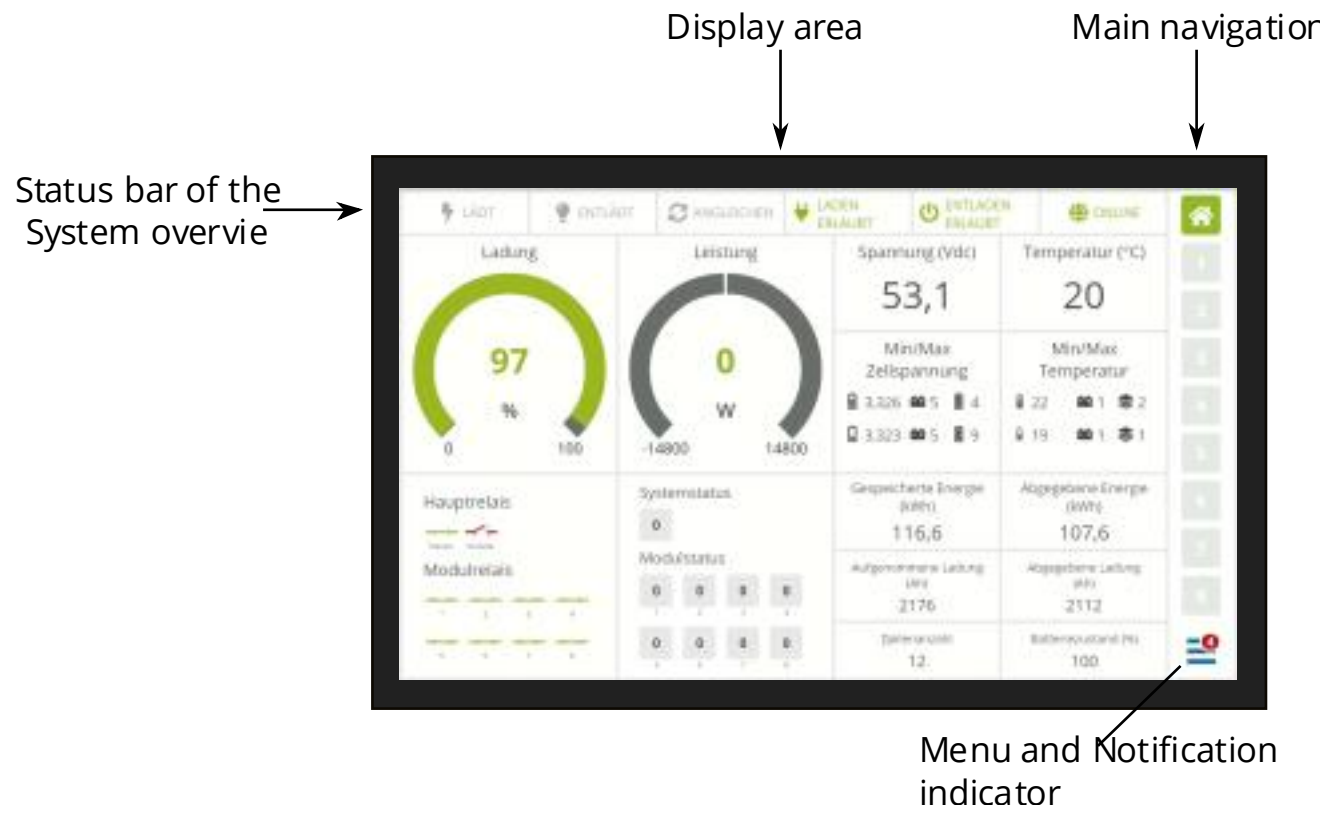 Display area
Main navigation
Status bar of the
System overvie
LÄDT
ENTLÄDT
ANGLEICHEN
LADEN
ERLAUBT
ENTLADEN
ERLAUBT
ONLINE
Ladung
97
%
0
100
Leistung
0
W
-14800
14800
Spannung (Vdc)
53,1
Temperatur (°C)
20
Min/Max
Zellspannung
3,326 5 4
3,323 5 9
Min/Max
Temperatur
22 1 2
19 1 1
Hauptrelais
Modulrelais
Systemstatus
0
Modulstatus
0 0 0 0
0 0 0 0
Gespeicherte Energie
(kWh)
116,6
Abgegebene Energie
(kWh)
107,6
Aufgenommene Ladung
(Ah)
2176
Abgegebene Ladung
(Ah)
2112
12
Batteriezustand (%)
100
4
Menu and Notification
indicator